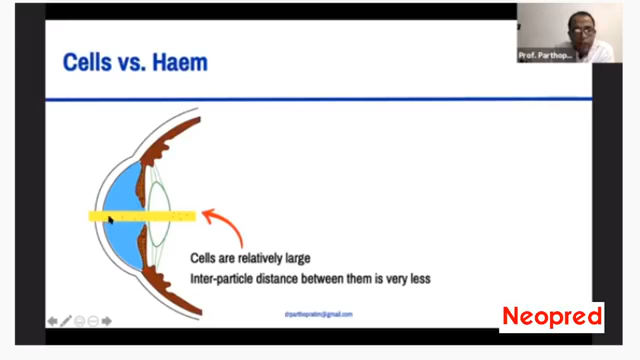 Cells vs. Haem
Prof. Parthop...
Cells are relatively large
Inter-particle distance between them is very less
drparthopratim@gmail.com
Neopred